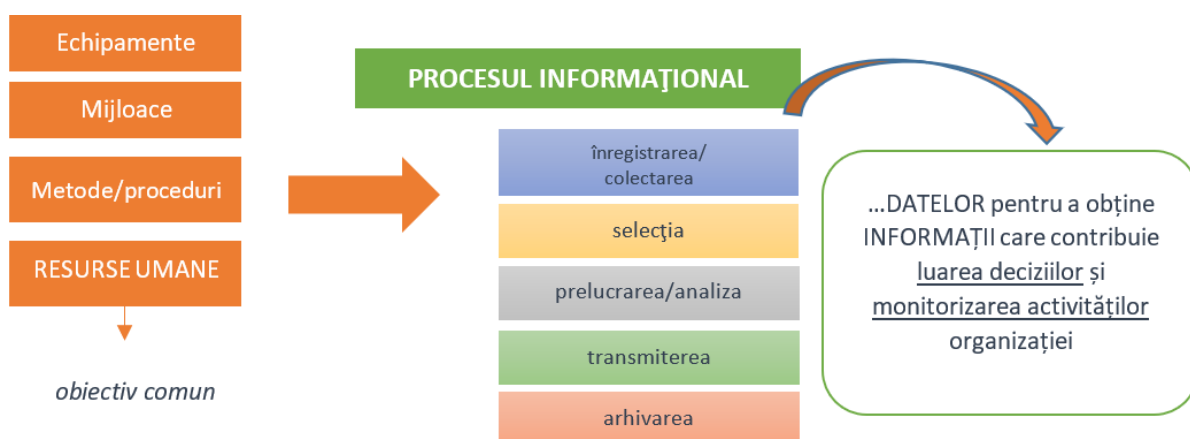 Echipamente
Mijloace
Metode/proceduri
RESURSE UMANE
obiectiv comun
PROCESUL INFORMAŢIONAL
înregistrarea/
colectarea
selecţia
prelucrarea/analiza
transmiterea
arhivarea
...DATELOR pentru a obține
INFORMAȚII care contribuie
luarea deciziilor și
monitorizarea activităților
organizației